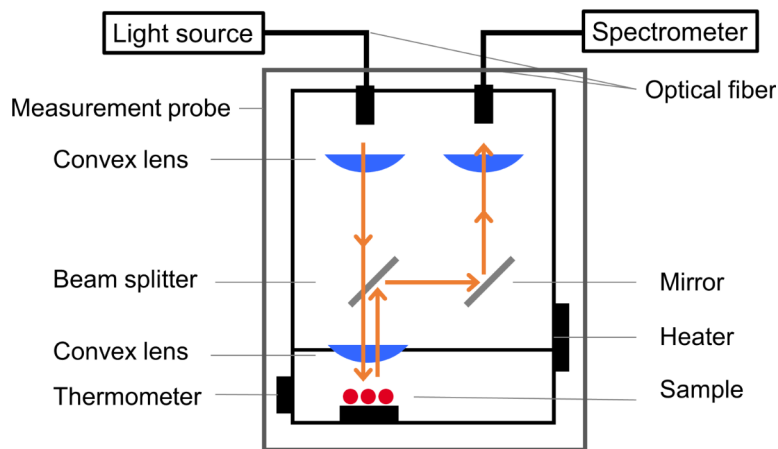 Light source
Spectrometer
Optical fiber
Measurement probe
Convex lens
Beam splitter
Mirror
Heater
Convex lens
Thermometer
Sample